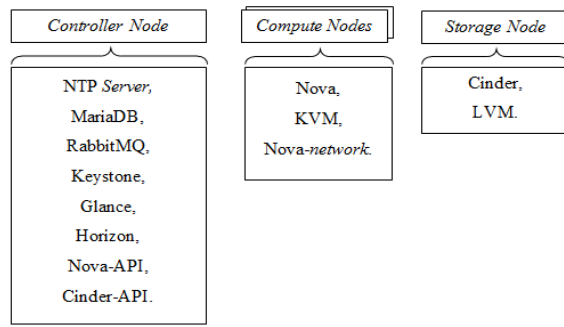 Controller Node
NTP Server,
MariaDB,
RabbitMQ,
Keystone,
Glance,
Horizon,
Nova-API,
Cinder-API.
Compute Nodes
Nova,
KVM,
Nova-network.
Storage Node
Cinder,
LVM.